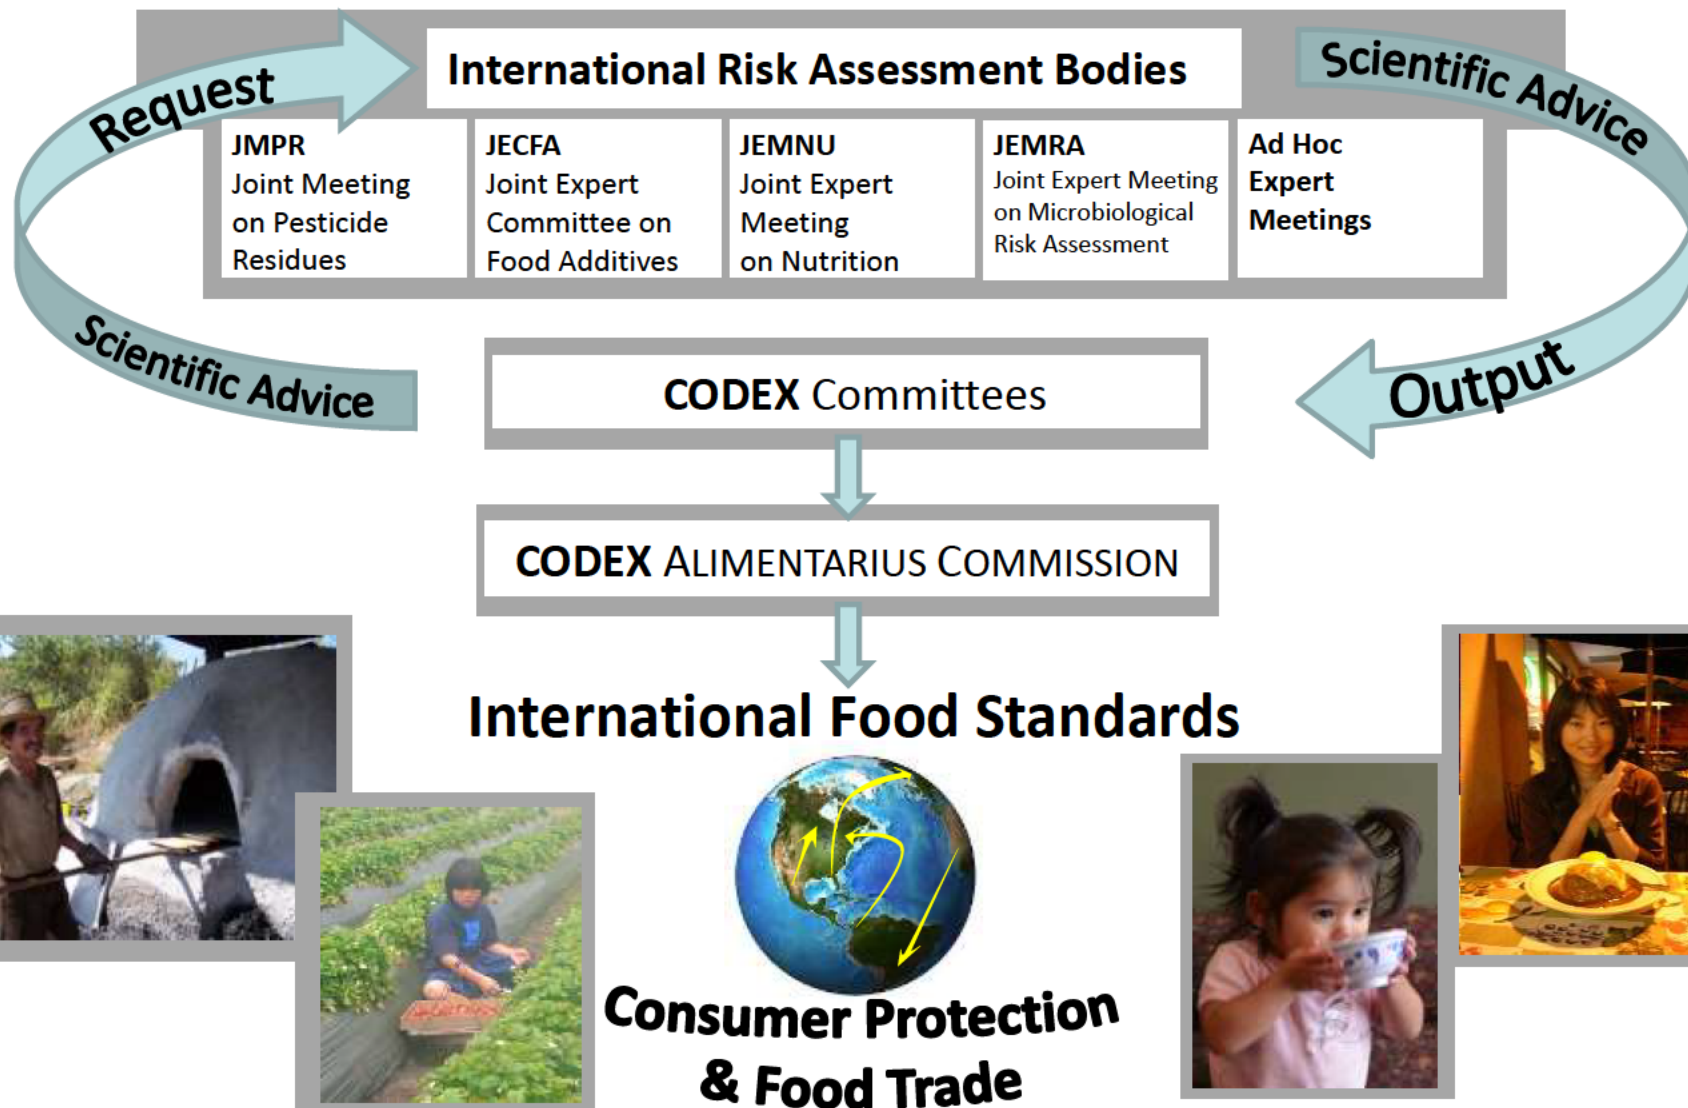 International Risk Assessment Bodies
Request
Scientific Advice
JMPR
Joint Meeting
on Pesticide
Residues
JECFA
Joint Expert
Committee on
Food Additives
JEMNU
Joint Expert
Meeting
on Nutrition
JEMRA
Joint Expert Meeting
on Microbiological
Risk Assessment
Ad Hoc
Expert
Meetings
Scientific Advice
Output
CODEX Committees
CODEX ALIMENTARIUS COMMISSION
International Food Standards
Consumer Protection
& Food Trade